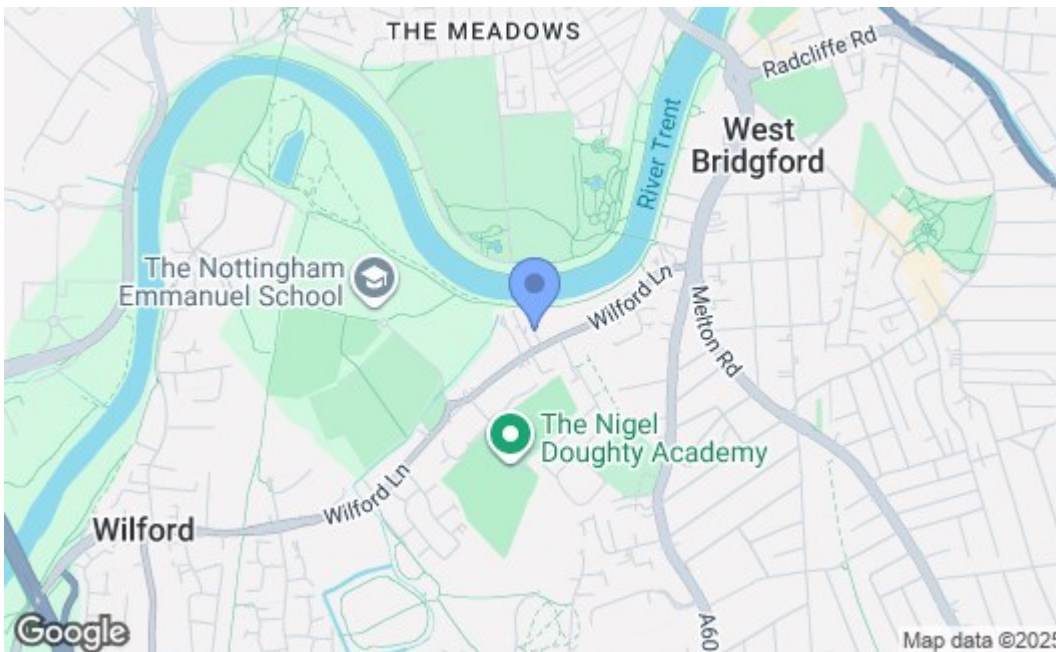 THE MEADOWS
Radcliffe Rd
River Trent
West
Bridgford
The Nottingham
Emmanuel School
Wilford Ln
Melton Rd
The Nigel
Doughty Academy
Wilford Ln
Wilford
A60
Google
Map data ©2025